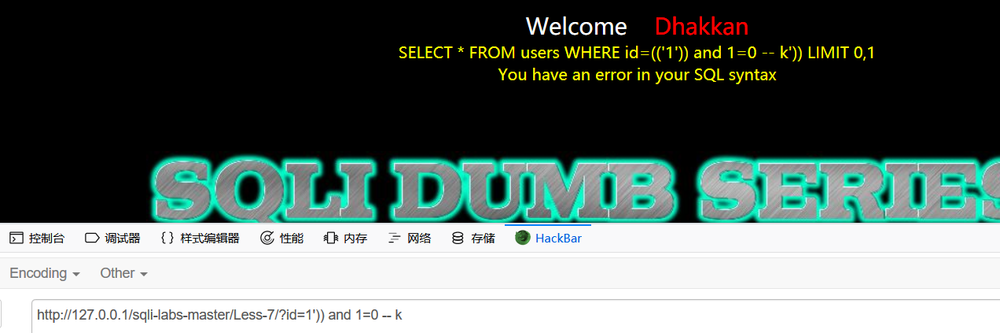 Welcome Dhakkan
SELECT * FROM users WHERE id=(('1')) and 1=0 -- k')) LIMIT 0,1
You have an error in your SQL syntax
SQLI DUMB SERIES
控制台 调试器 { } 样式编辑器 性能 内存 网络 存储 HackBar
Encoding Other
http://127.0.0.1/sqli-labs-master/Less-7/?id=1')) and 1=0 -- k